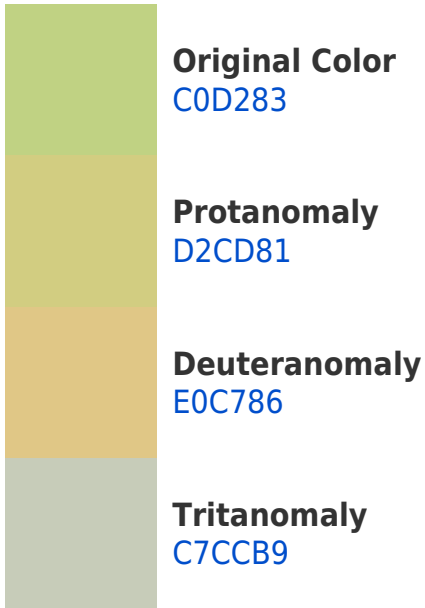 Original Color
C0D283
Protanomaly
D2CD81
Deuteranomaly
E0C786
Tritanomaly
C7CCB9